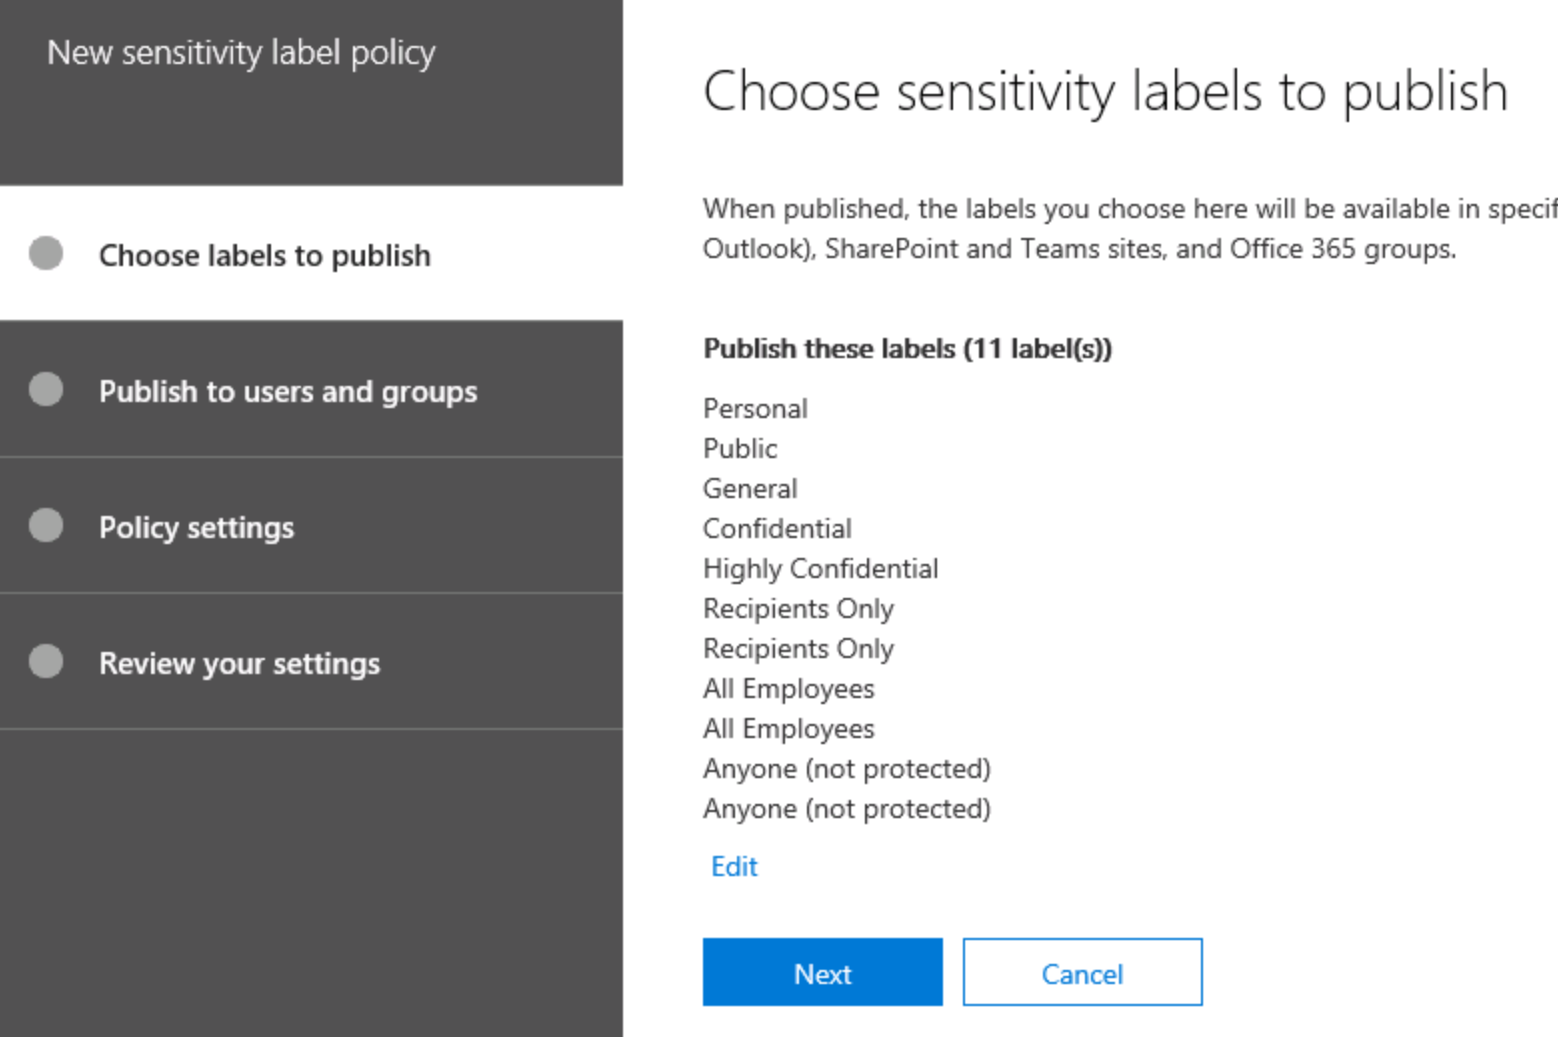 New sensitivity label policy
Choose labels to publish
Publish to users and groups
Policy settings
Review your settings
Choose sensitivity labels to publish
When published, the labels you choose here will be available in specif
Outlook), SharePoint and Teams sites, and Office 365 groups.
Publish these labels (11 label(s))
Personal
Public
General
Confidential
Highly Confidential
Recipients Only
Recipients Only
All Employees
All Employees
Anyone (not protected)
Anyone (not protected)
Edit
Next
Cancel